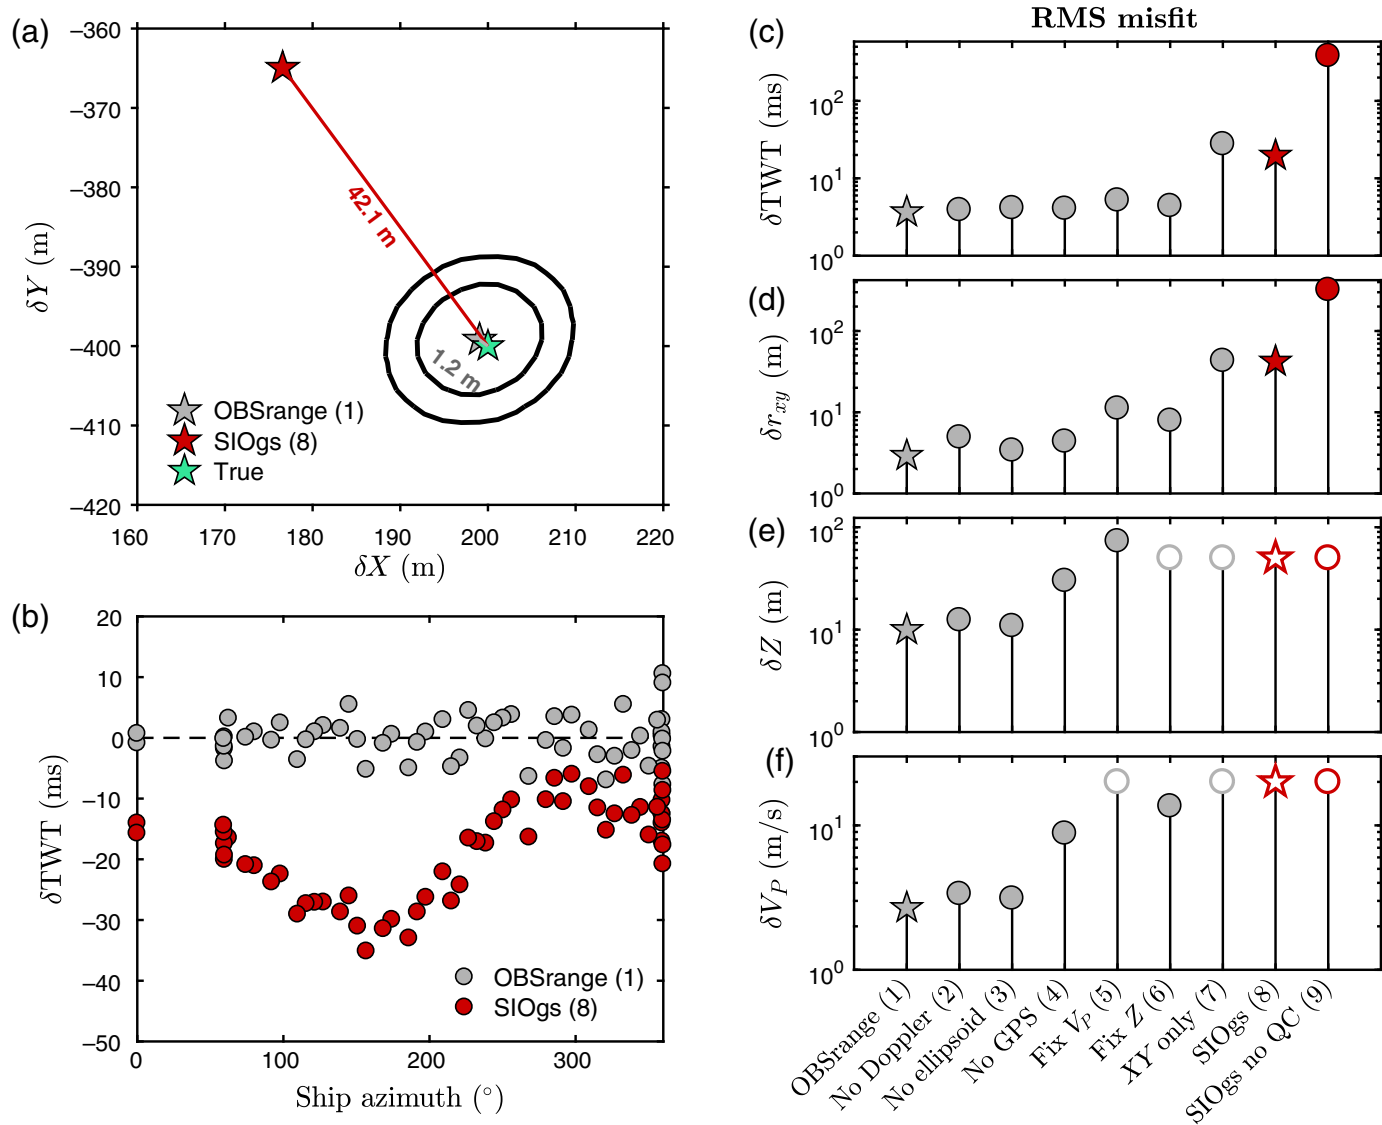 (a)
−360
−370
−380
−390
−400
−410
−420
δY (m)
42.1 m
1.2 m
OBSrange (1)
SIOgs (8)
True
160
170
180
190
200
210
220
δX (m)
(b)
20
10
0
−10
−20
−30
−40
−50
δTWT (ms)
OBSrange (1)
SIOgs (8)
0
100
200
300
Ship azimuth (°)
RMS misfit
(c)
10²
10¹
10⁰
δTWT (ms)
(d)
10²
10¹
10⁰
δr_xy (m)
(e)
10²
10¹
10⁰
δZ (m)
(f)
10¹
10⁰
δV_P (m/s)
OBSrange (1)
No Doppler (2)
No ellipsoid (3)
No GPS (4)
Fix V_P (5)
Fix Z (6)
XY only (7)
SIOgs (8)
SIOgs no QC (9)